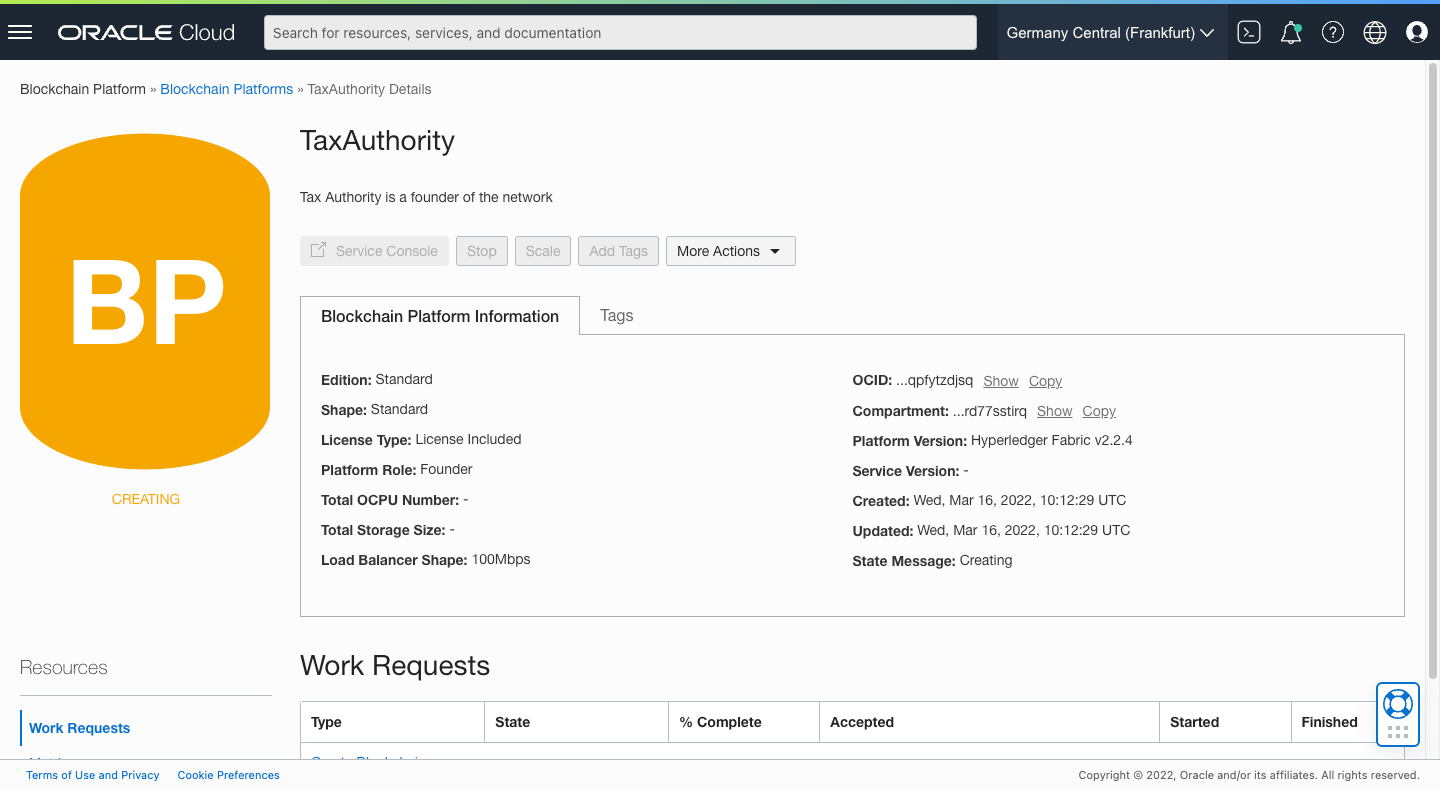 ORACLE Cloud
Search for resources, services, and documentation
Germany Central (Frankfurt)
Blockchain Platform » Blockchain Platforms » TaxAuthority Details
BP
CREATING
TaxAuthority
Tax Authority is a founder of the network
Service Console Stop Scale Add Tags More Actions
Blockchain Platform Information Tags
Edition: Standard
Shape: Standard
License Type: License Included
Platform Role: Founder
Total OCPU Number: -
Total Storage Size: -
Load Balancer Shape: 100Mbps
OCID: ...qpfytzdjsq Show Copy
Compartment: ...rd77sstirq Show Copy
Platform Version: Hyperledger Fabric v2.2.4
Service Version: -
Created: Wed, Mar 16, 2022, 10:12:29 UTC
Updated: Wed, Mar 16, 2022, 10:12:29 UTC
State Message: Creating
Resources
Work Requests
Work Requests
Type State % Complete Accepted Started Finished
Terms of Use and Privacy Cookie Preferences
Copyright © 2022, Oracle and/or its affiliates. All rights reserved.